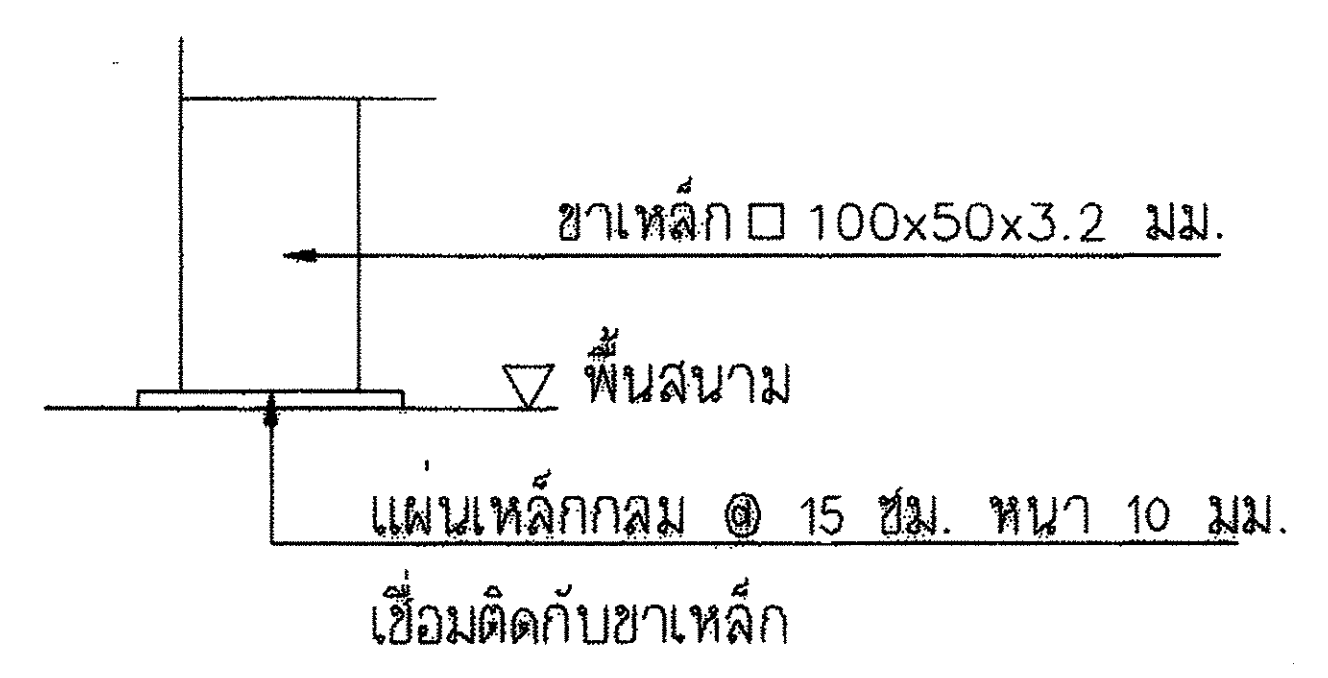 ขาเหล็ก □ 100x50x3.2 มม.
พื้นสนาม
แผ่นเหล็กกลม @ 15 ซม. หนา 10 มม.
เชื่อมติดกับขาเหล็ก